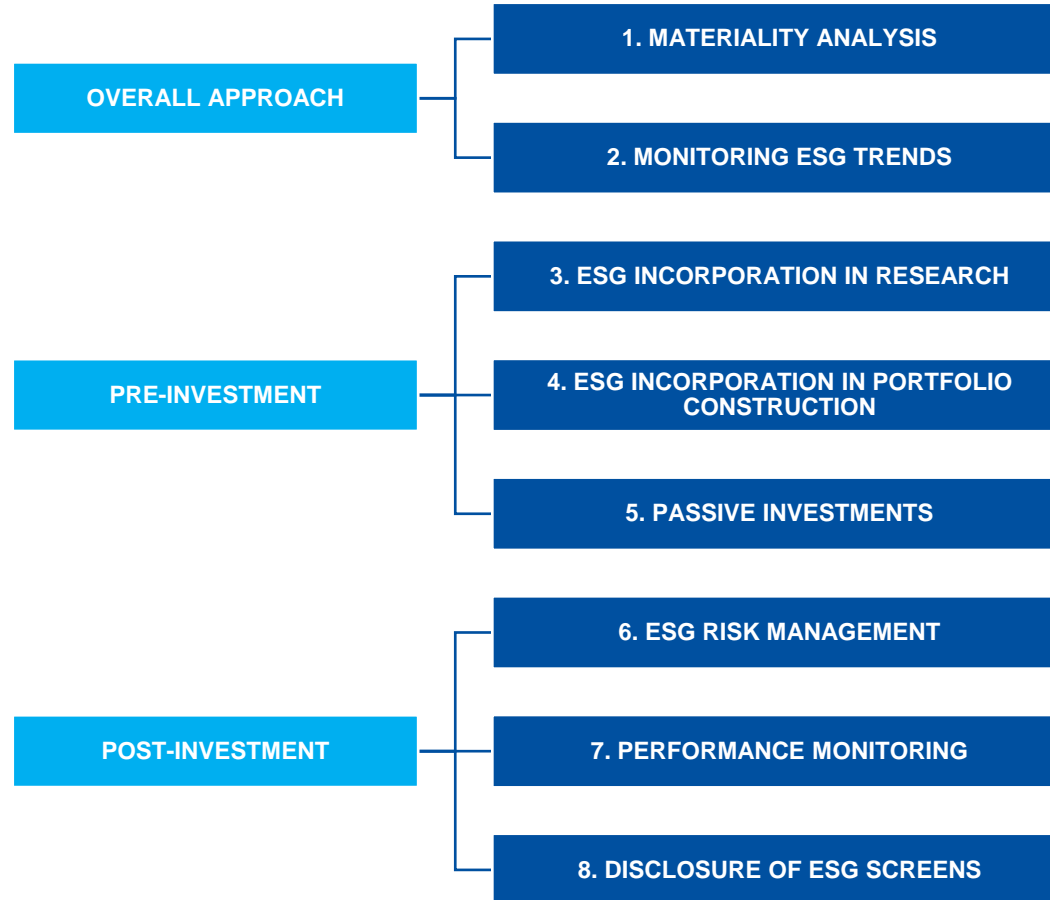 OVERALL APPROACH
1. MATERIALITY ANALYSIS
2. MONITORING ESG TRENDS
PRE-INVESTMENT
3. ESG INCORPORATION IN RESEARCH
4. ESG INCORPORATION IN PORTFOLIO
CONSTRUCTION
5. PASSIVE INVESTMENTS
POST-INVESTMENT
6. ESG RISK MANAGEMENT
7. PERFORMANCE MONITORING
8. DISCLOSURE OF ESG SCREENS